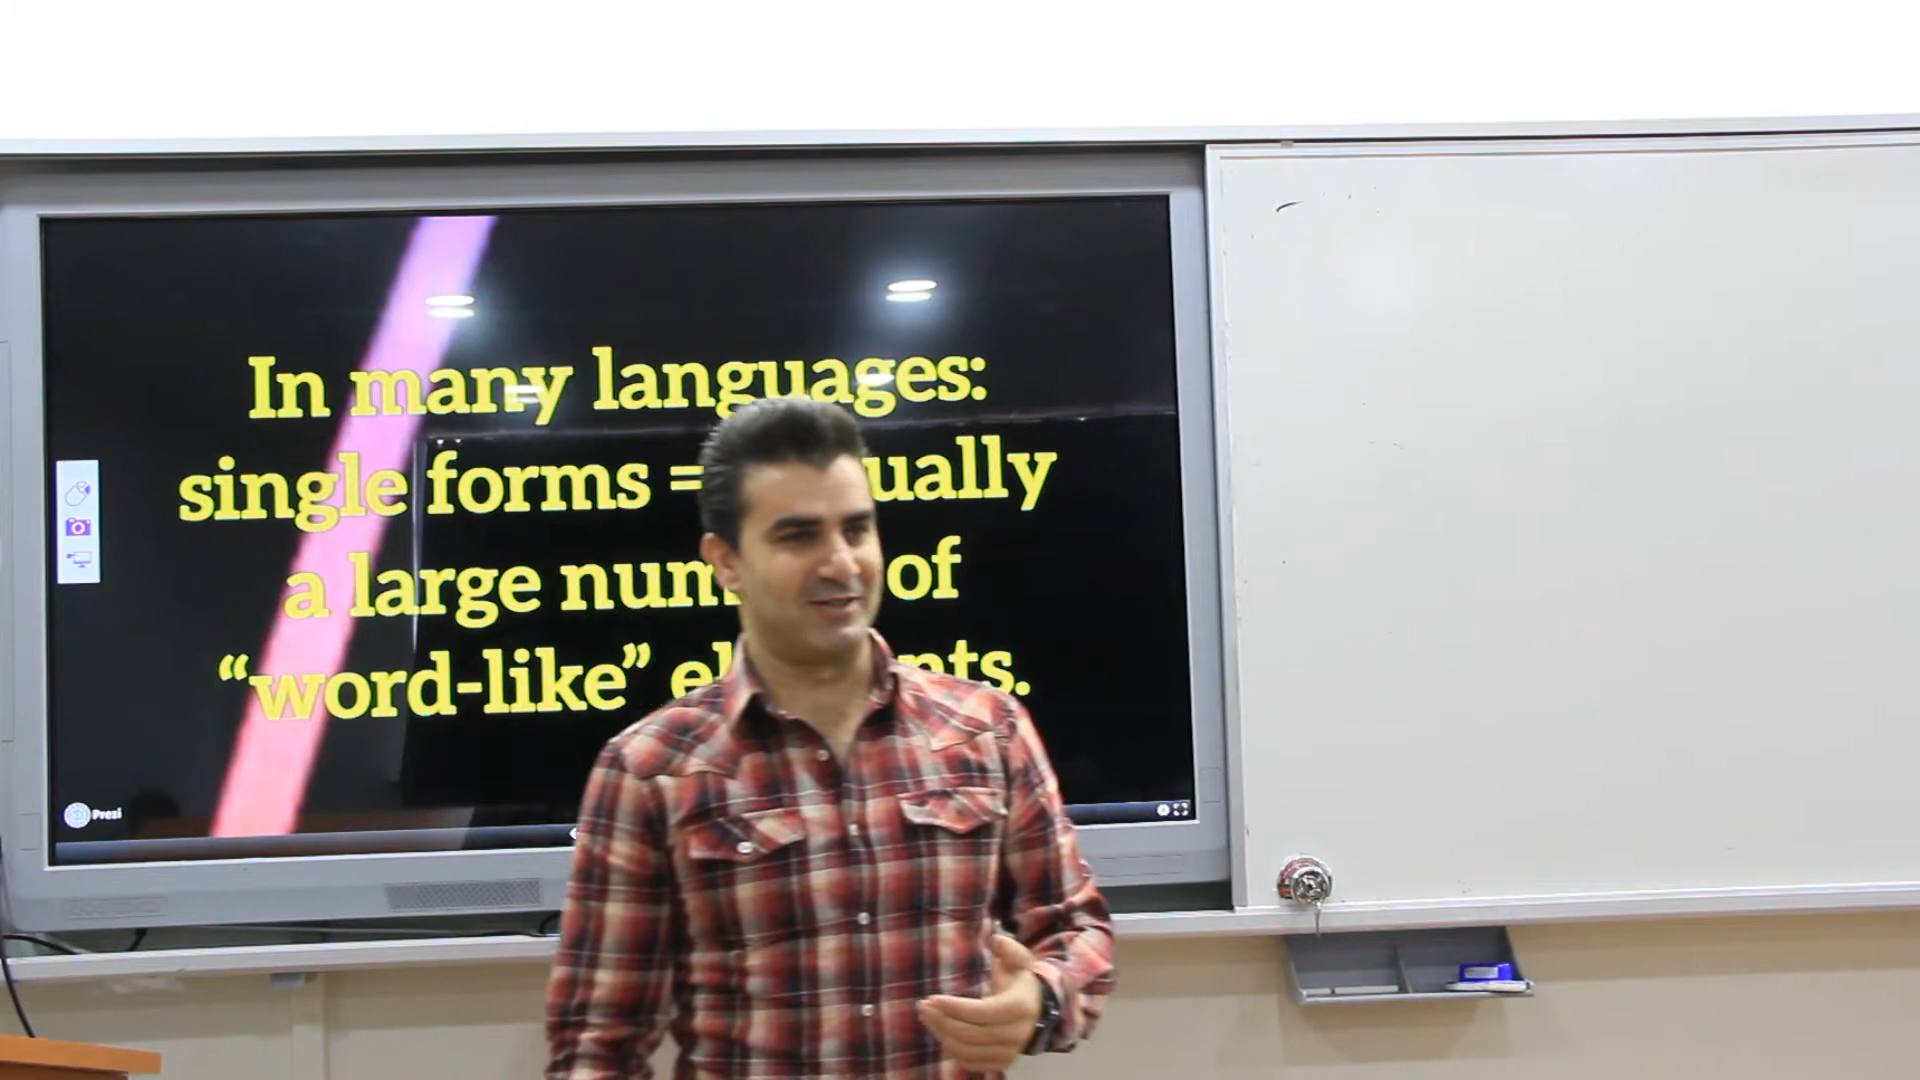 In many languages:
single forms = ually
a large num of
“word-like” el nts.
Prezi